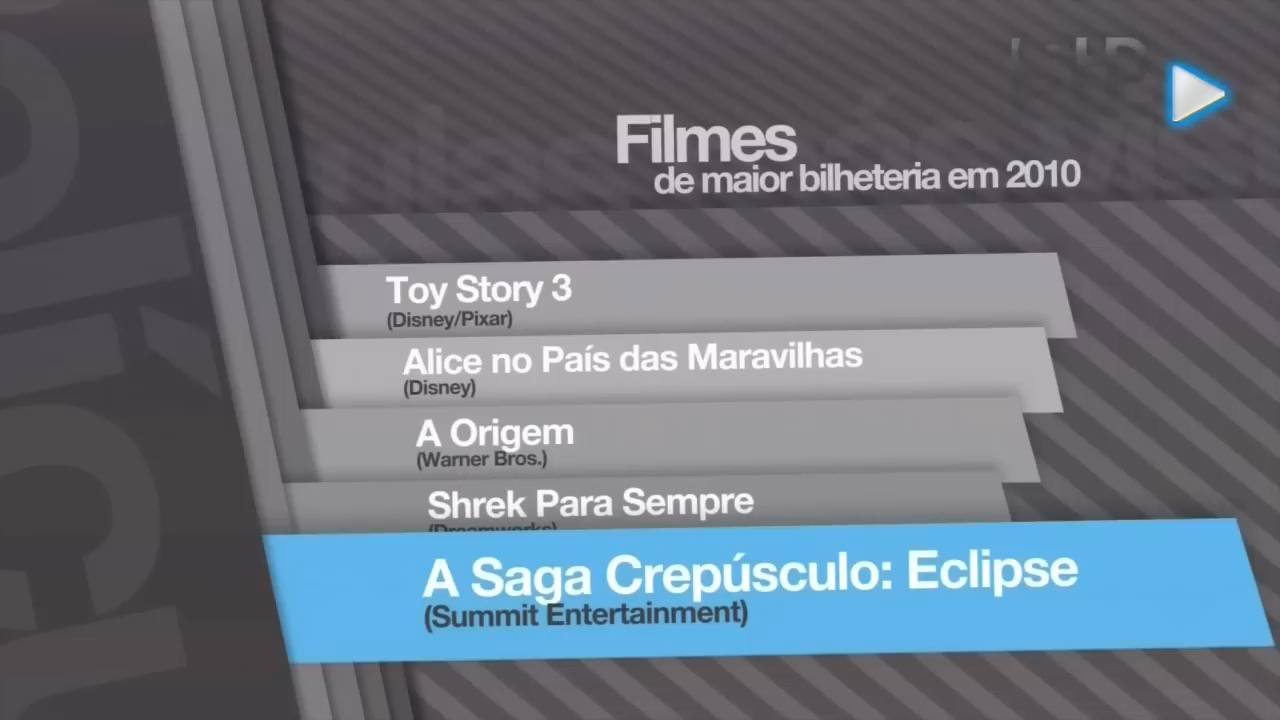 Filmes
de maior bilheteria em 2010
Toy Story 3
(Disney/Pixar)
Alice no País das Maravilhas
(Disney)
A Origem
(Warner Bros.)
Shrek Para Sempre
(Dreamworks)
A Saga Crepúsculo: Eclipse
(Summit Entertainment)